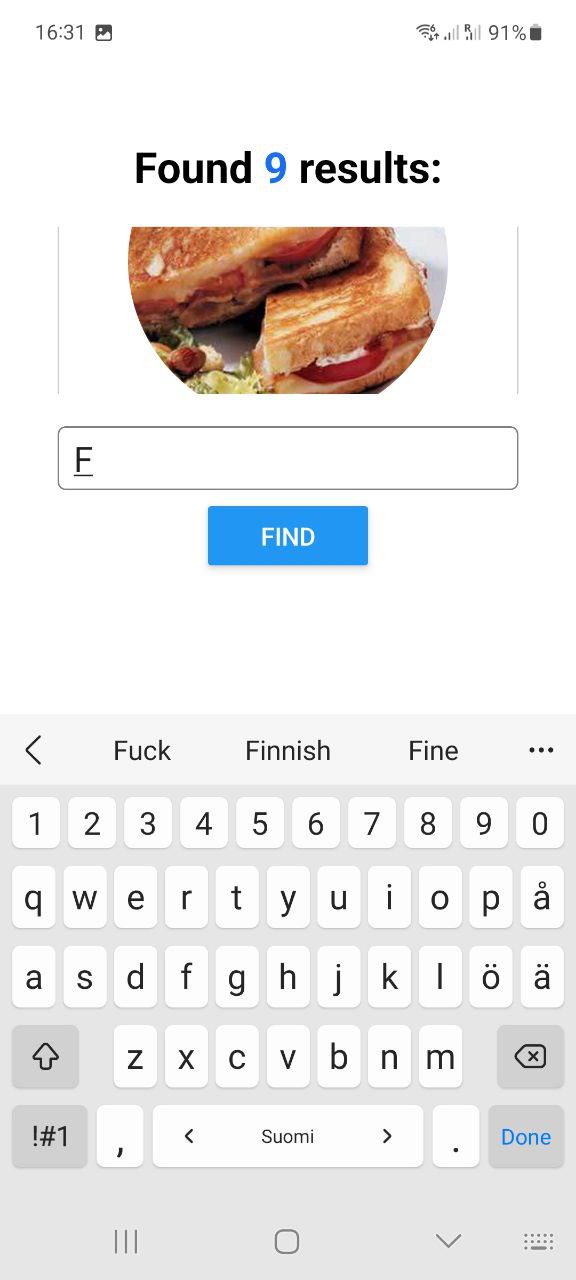 16:31 91%
Found 9 results:
F
FIND
Fuck Finnish Fine
1 2 3 4 5 6 7 8 9 0
q w e r t y u i o p å
a s d f g h j k l ö ä
z x c v b n m
!#1 , < Suomi > . Done